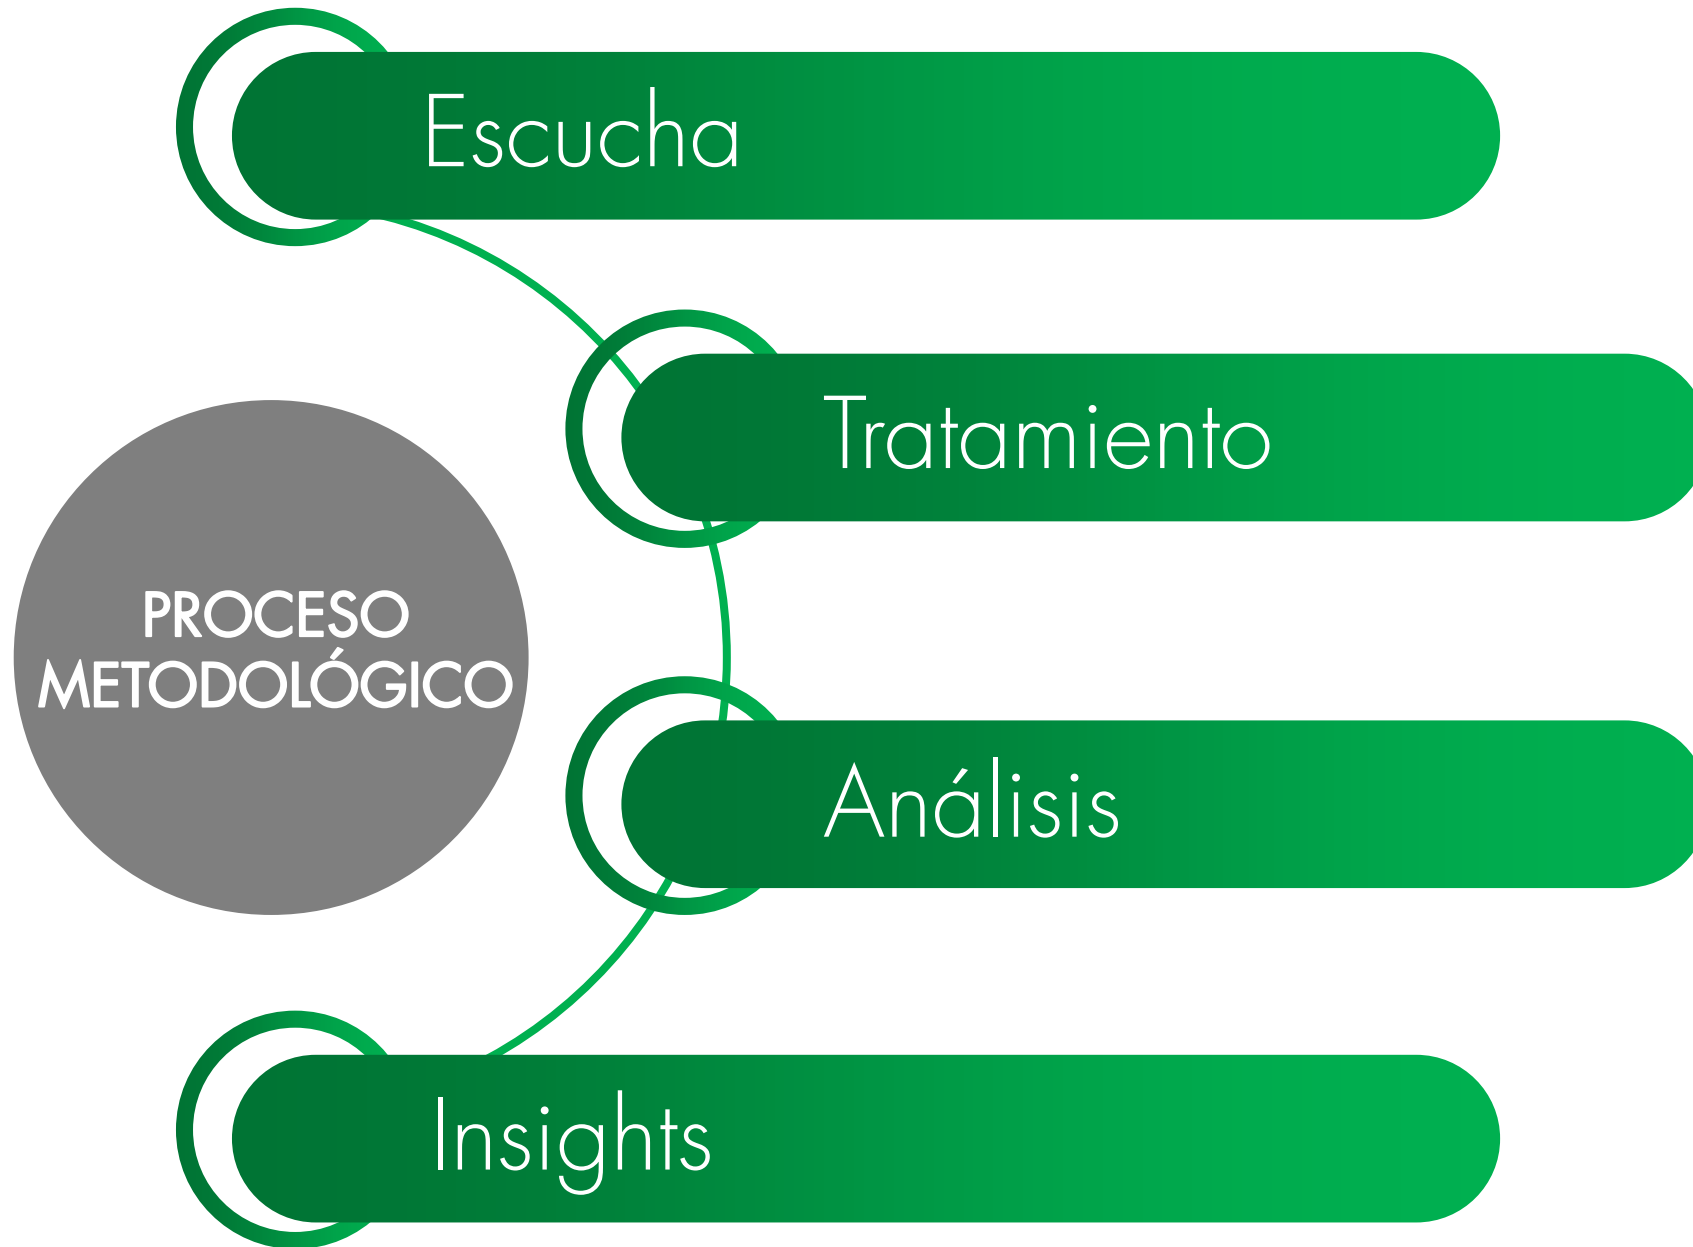 Escucha
Tratamiento
PROCESO
METODOLÓGICO
Análisis
Insights